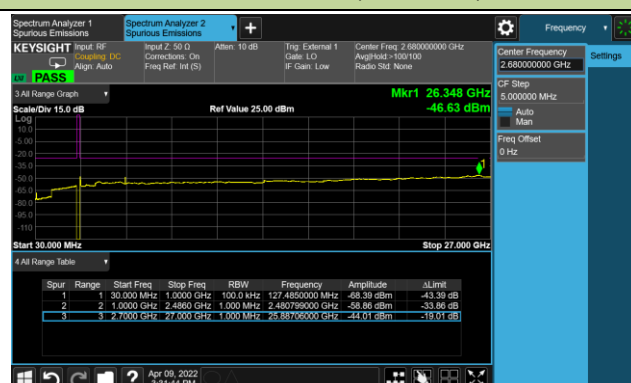 Spectrum Analyzer 1
Spurious Emissions
Spectrum Analyzer 2
Spurious Emissions
Frequency
KEYSIGHT
Input: RF
Coupling: DC
Align: Auto
Input Z: 50 Ω
Corrections: On
Freq Ref: Int (S)
Atten: 10 dB
Trig: External 1
Gate: LO
IF Gain: Low
Center Freq: 2.680000000 GHz
Avg|Hold:>100/100
Radio Std: None
PASS
Center Frequency
2.680000000 GHz
Settings
CF Step
5.000000 MHz
Auto
Man
Freq Offset
0 Hz
3 All Range Graph
Mkr1 26.348 GHz
Scale/Div 15.0 dB
Ref Value 25.00 dBm
-46.63 dBm
Log
10.0
-5.00
-20.0
-35.0
-50.0
-65.0
-80.0
-95.0
-110
1
Start 30.000 MHz
Stop 27.000 GHz
4 All Range Table
Spur Range Start Freq Stop Freq RBW Frequency Amplitude ΔLimit
1 1 30.000 MHz 1.0000 GHz 100.0 kHz 127.4850000 MHz -68.39 dBm -43.39 dB
2 2 1.0000 GHz 2.4860 GHz 1.000 MHz 2.480799000 GHz -58.86 dBm -33.86 dB
3 3 2.7000 GHz 27.000 GHz 1.000 MHz 25.88706000 GHz -44.01 dBm -19.01 dB
?
Apr 09, 2022